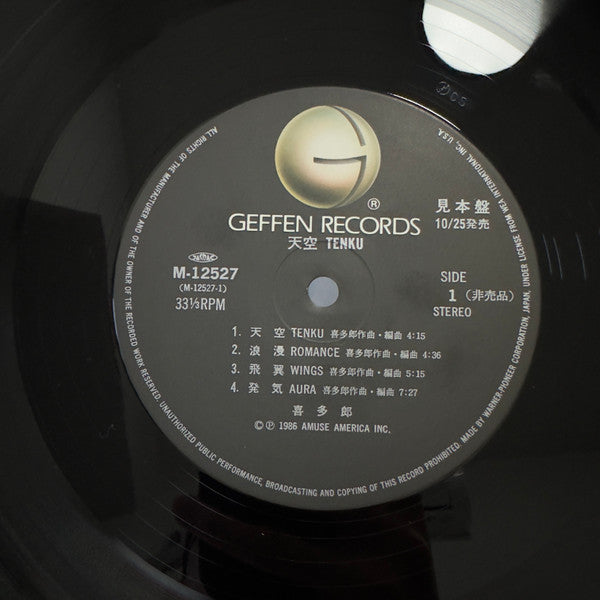 G
®
GEFFEN RECORDS
見本盤
10/25発売
天空 TENKU
M-12527
(M-12527-1)
33⅓RPM
SIDE
1 (非売品)
STEREO
1. 天 空 TENKU 喜多郎作曲・編曲 4:15
2. 浪 漫 ROMANCE 喜多郎作曲・編曲 4:36
3. 飛 翼 WINGS 喜多郎作曲・編曲 5:15
4. 発 気 AURA 喜多郎作曲・編曲 7:27
喜 多 郎
© ℗ 1986 AMUSE AMERICA INC.
ALL RIGHTS OF THE MANUFACTURER AND OF THE OWNER OF THE RECORDED WORK RESERVED. UNAUTHORIZED PUBLIC PERFORMANCE, BROADCASTING AND COPYING OF THIS RECORD PROHIBITED. MADE BY WARNER-PIONEER CORPORATION, JAPAN, UNDER LICENSE FROM WEA INTERNATIONAL INC., U.S.A.